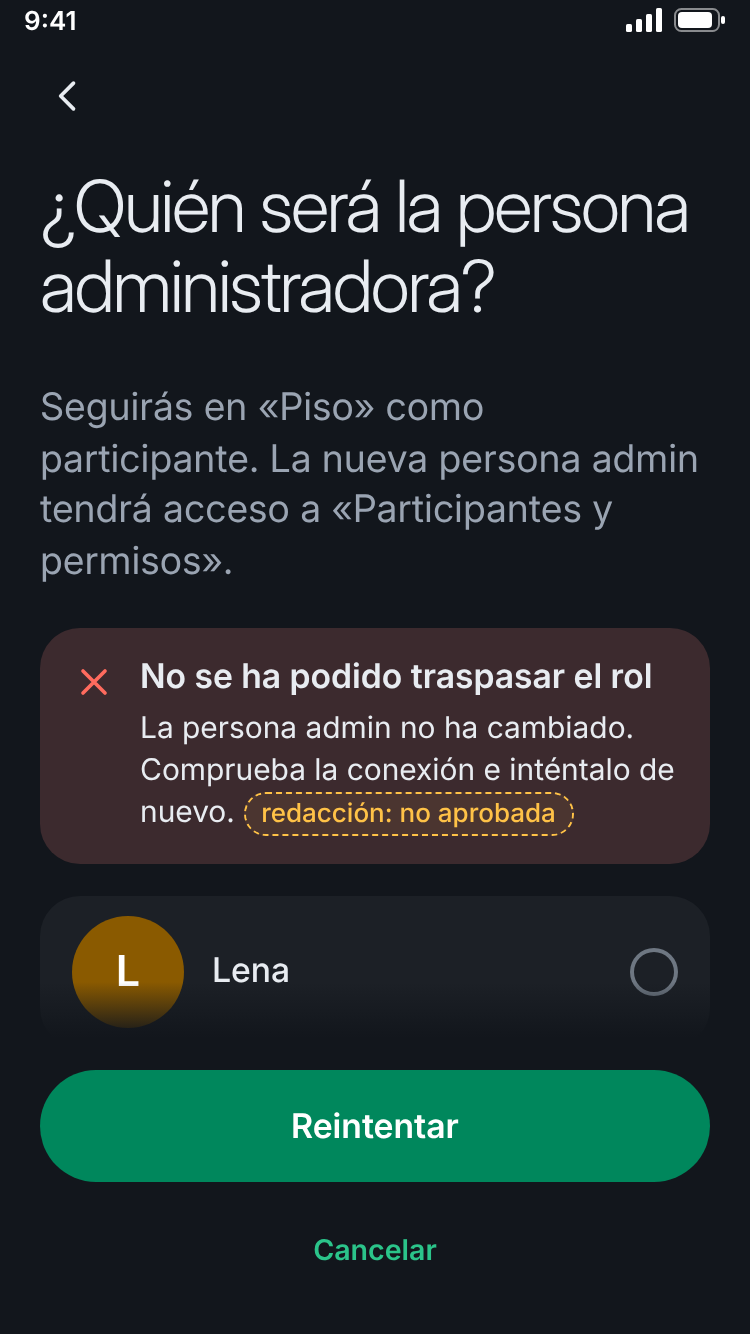 9:41
¿Quién será la persona
administradora?
Seguirás en «Piso» como
participante. La nueva persona admin
tendrá acceso a «Participantes y
permisos».
No se ha podido traspasar el rol
La persona admin no ha cambiado.
Comprueba la conexión e inténtalo de
nuevo. redacción: no aprobada
L Lena
Reintentar
Cancelar